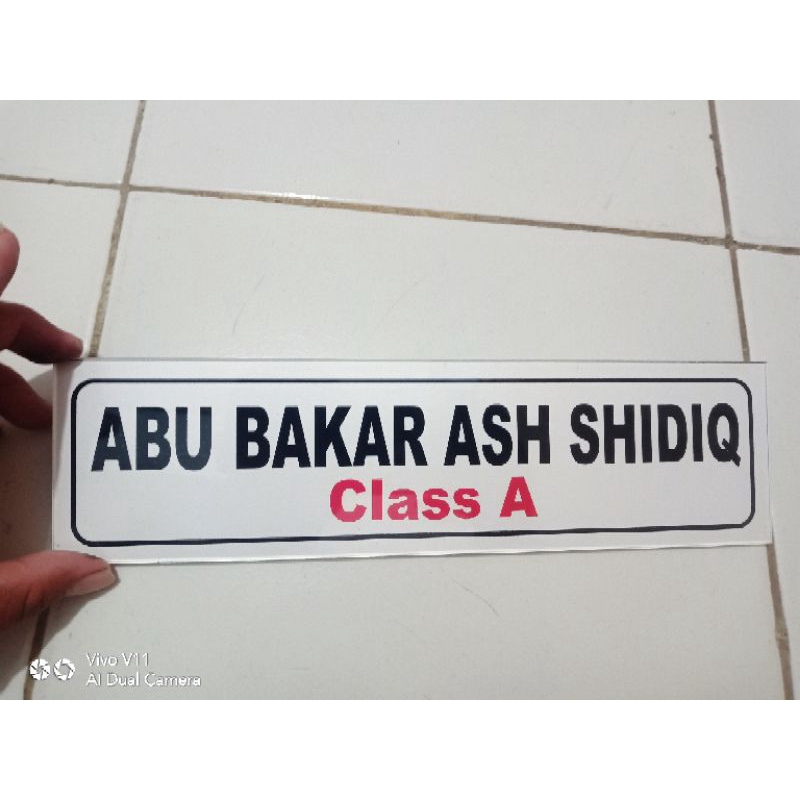 ABU BAKAR ASH SHIDIQ
Class A
Vivo V11
AI Dual Camera